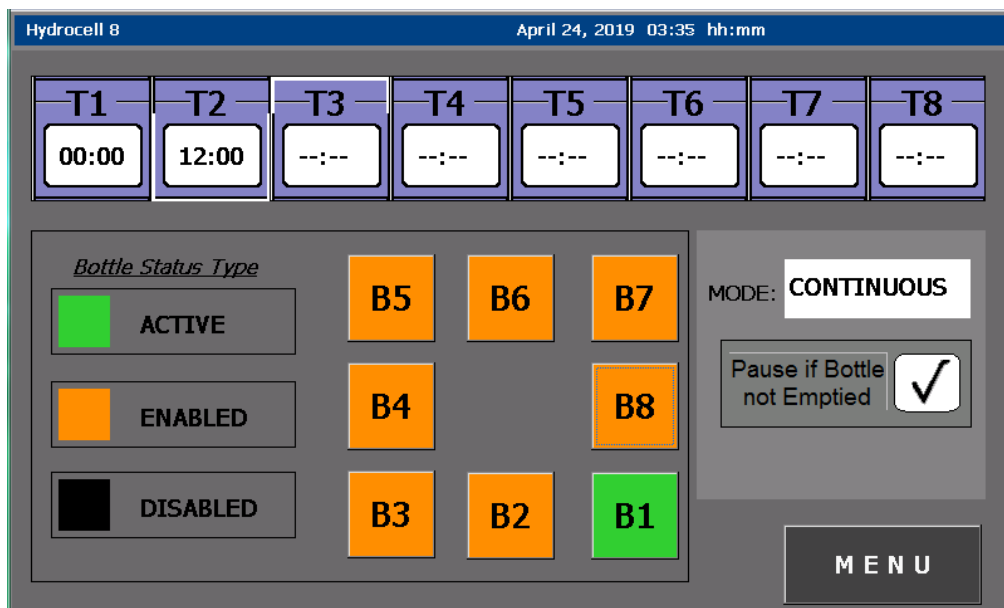 Hydrocell 8 April 24, 2019 03:35 hh:mm
T1 T2 T3 T4 T5 T6 T7 T8
00:00 12:00 --:-- --:-- --:-- --:-- --:-- --:--
Bottle Status Type
ACTIVE
ENABLED
DISABLED
B5 B6 B7
B4 B8
B3 B2 B1
MODE: CONTINUOUS
Pause if Bottle
not Emptied
MENU